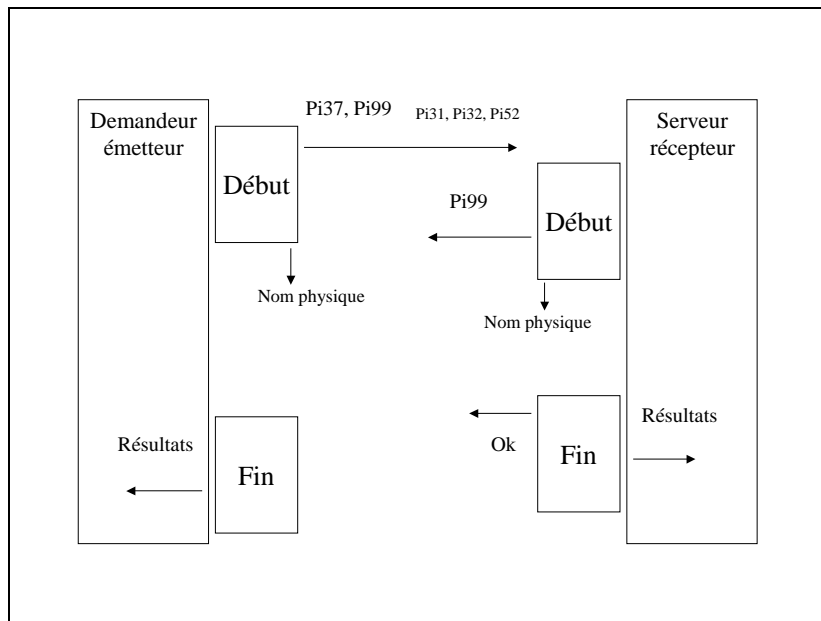 Demandeur
émetteur
Pi37, Pi99
Pi31, Pi32, Pi52
Serveur
récepteur
Début
Pi99
Début
Nom physique
Nom physique
Résultats
Fin
Ok
Fin
Résultats